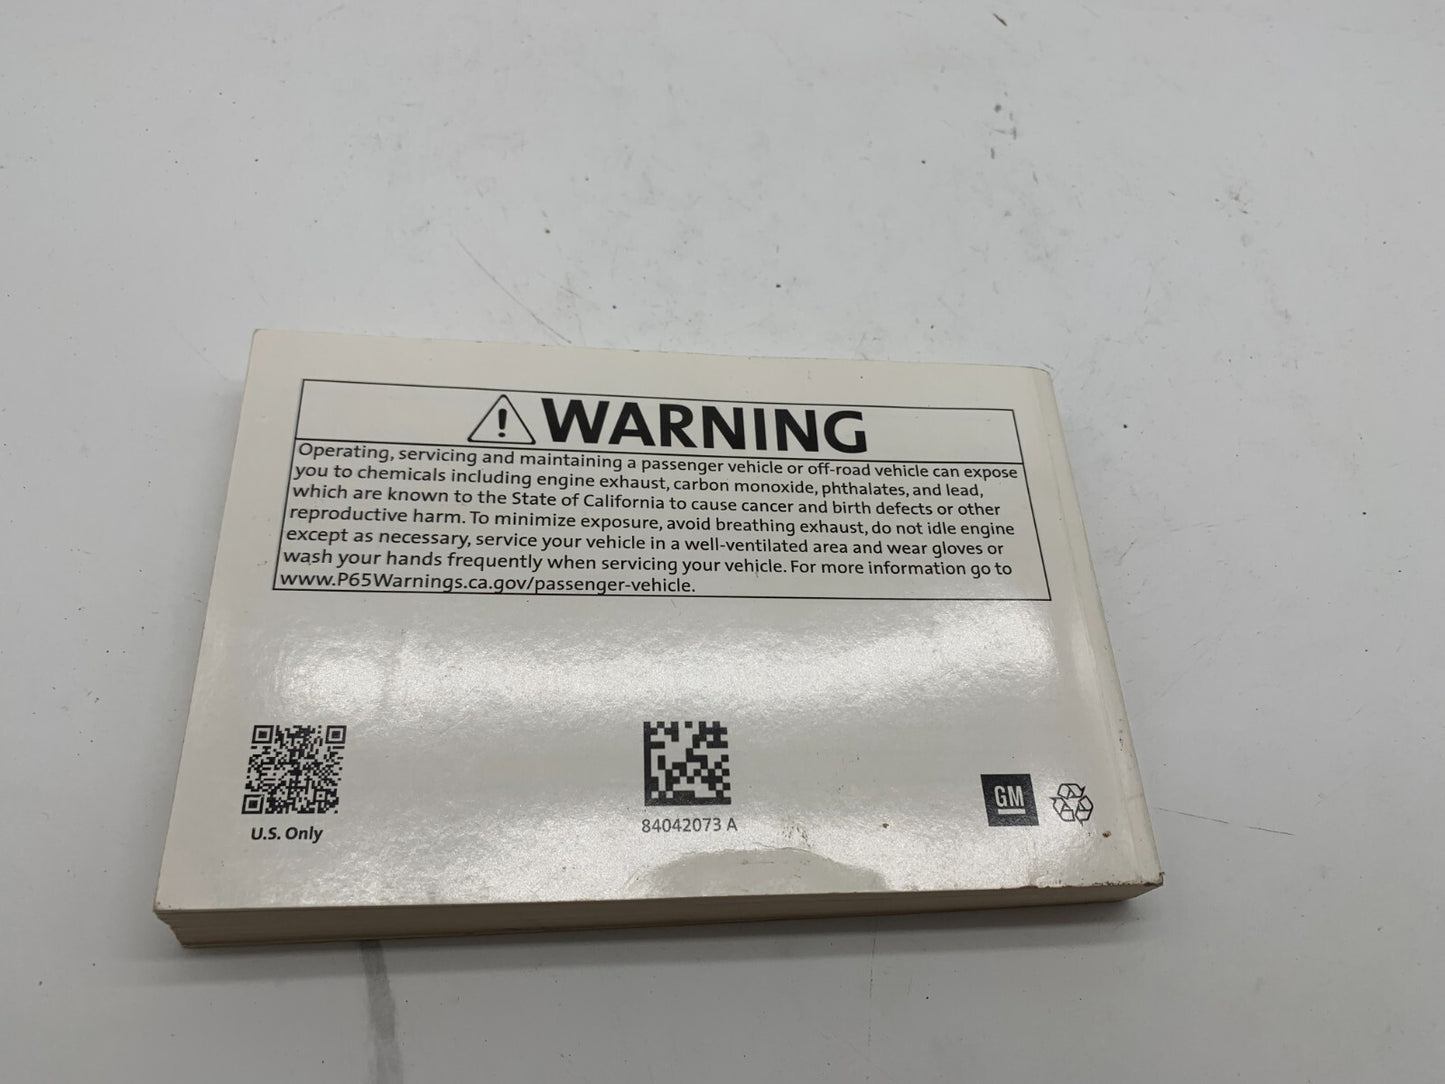 WARNING
Operating, servicing and maintaining a passenger vehicle or off-road vehicle can expose
you to chemicals including engine exhaust, carbon monoxide, phthalates, and lead,
which are known to the State of California to cause cancer and birth defects or other
reproductive harm. To minimize exposure, avoid breathing exhaust, do not idle engine
except as necessary, service your vehicle in a well-ventilated area and wear gloves or
wash your hands frequently when servicing your vehicle. For more information go to
www.P65Warnings.ca.gov/passenger-vehicle.
U.S. Only
84042073 A
GM